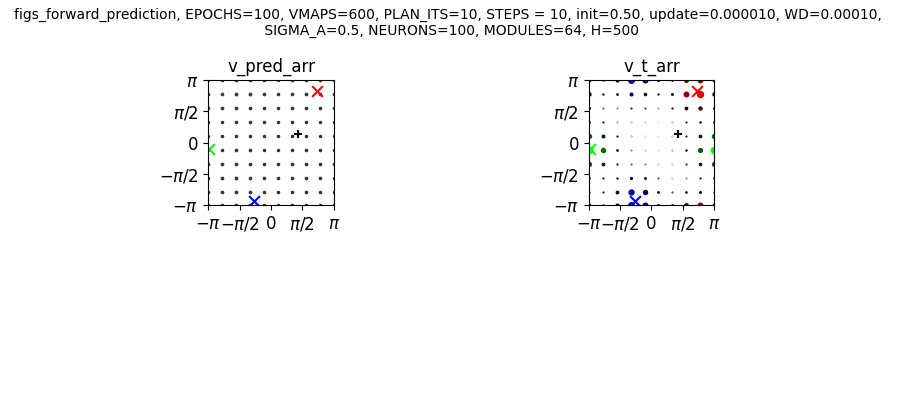 figs_forward_prediction, EPOCHS=100, VMAPS=600, PLAN_ITS=10, STEPS = 10, init=0.50, update=0.000010, WD=0.00010,
SIGMA_A=0.5, NEURONS=100, MODULES=64, H=500
v_pred_arr v_t_arr
π π
π/2 π/2
0 0
−π/2 −π/2
−π −π
−π −π/2 0 π/2 π −π −π/2 0 π/2 π